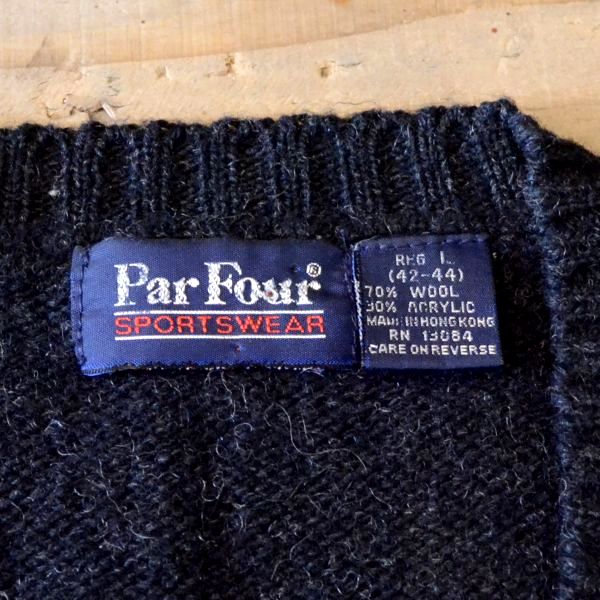 Par Four®
SPORTSWEAR
REG L
(42-44)
70% WOOL
30% ACRYLIC
MADE IN HONG KONG
RN 13084
CARE ON REVERSE